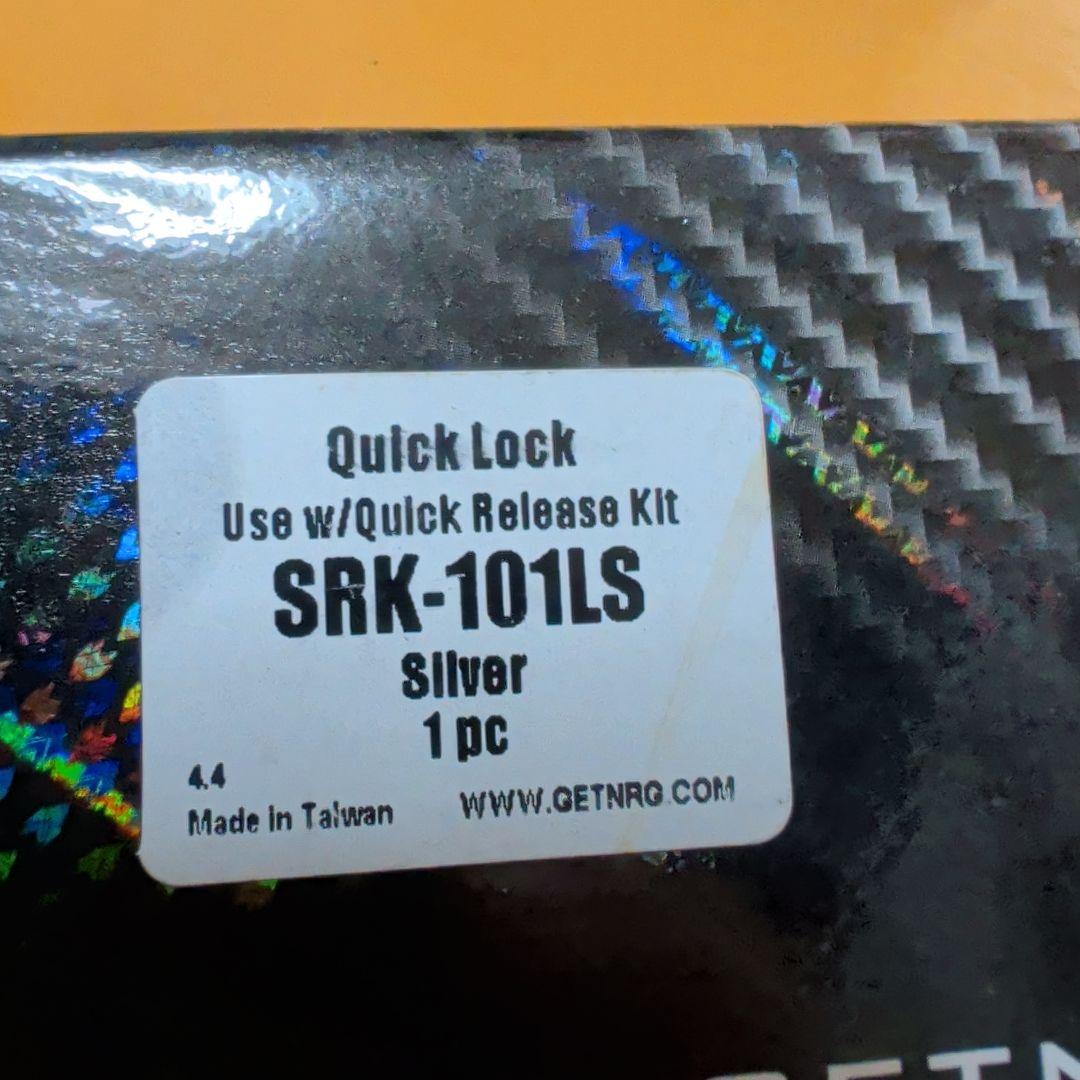 Quick Lock
Use w/Quick Release Kit
SRK-101LS
Silver
1 pc
4.4
Made in Taiwan
WWW.GETNRG.COM